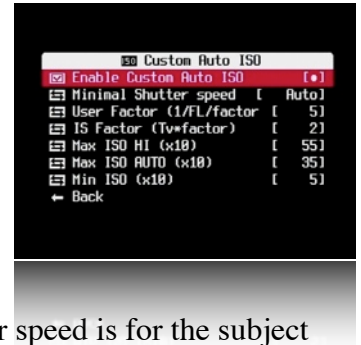 ISO Custom Auto ISO
Enable Custom Auto ISO [•]
Minimal Shutter speed [ Auto]
User Factor (1/FL/factor [ 5]
IS Factor (Tv*factor) [ 2]
Max ISO HI (x10) [ 55]
Max ISO AUTO (x10) [ 35]
Min ISO (x10) [ 5]
← Back
r speed is for the subject